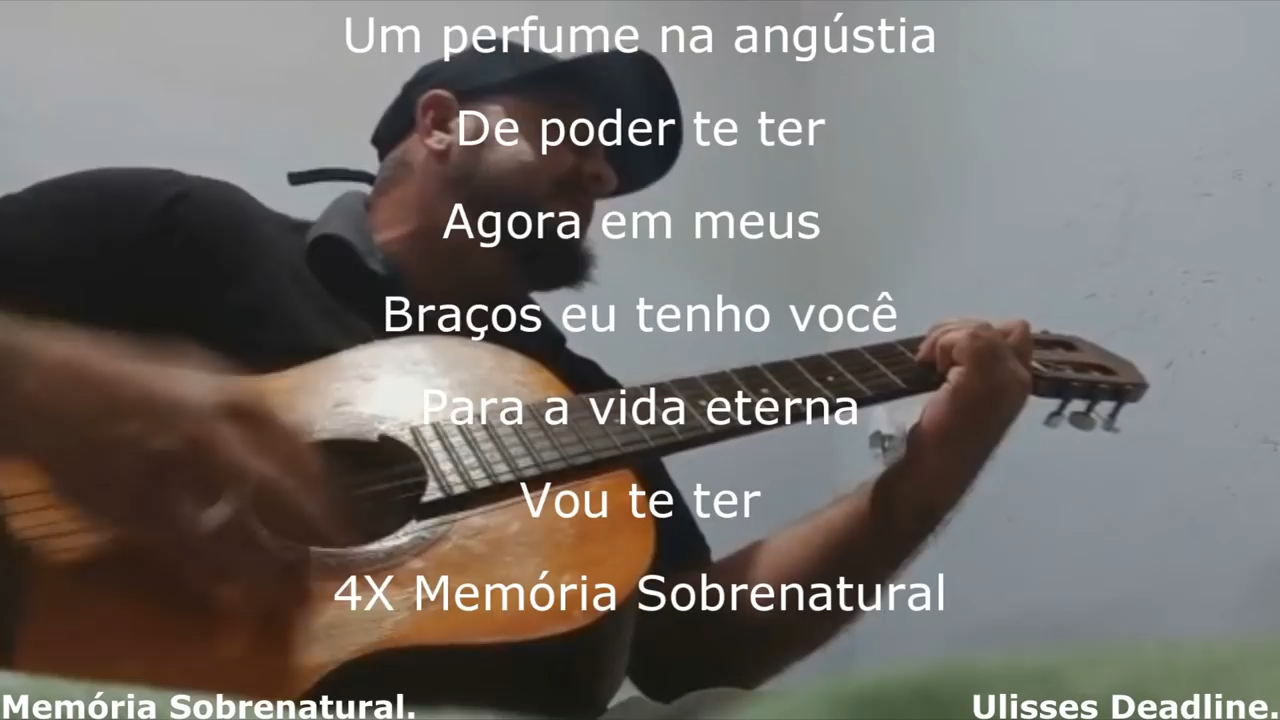 Um perfume na angústia
De poder te ter
Agora em meus
Braços eu tenho você
Para a vida eterna
Vou te ter
4X Memória Sobrenatural
Memória Sobrenatural.
Ulisses Deadline.